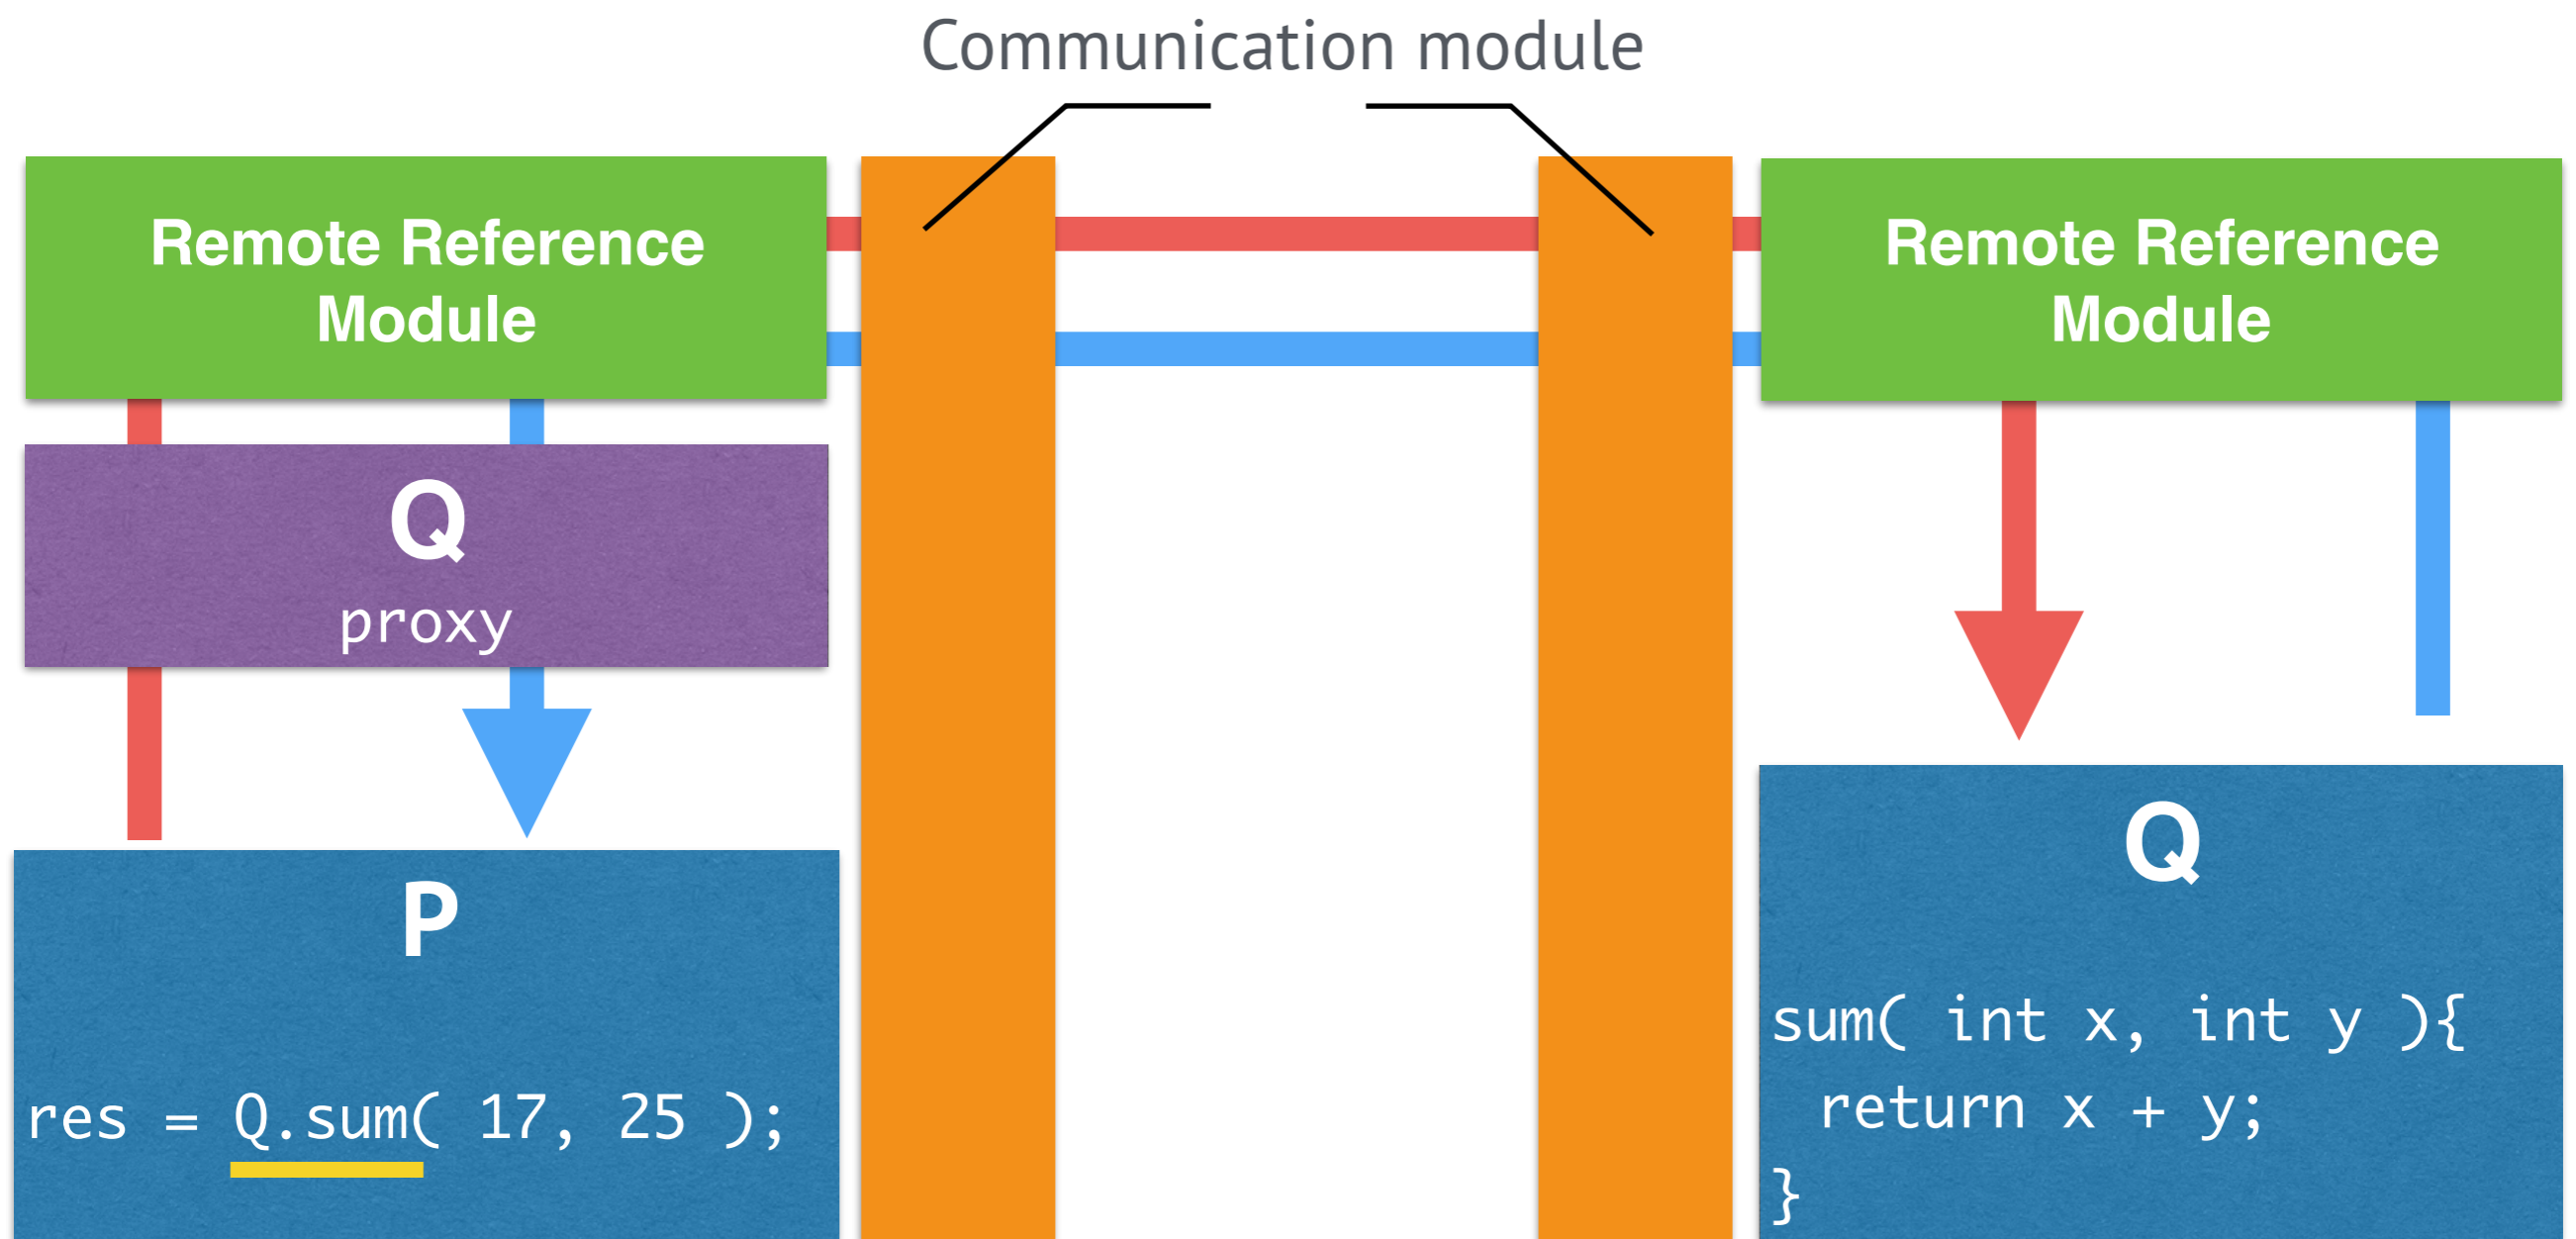 Communication module
Remote Reference
Module
Remote Reference
Module
Q
proxy
P
res = Q.sum( 17, 25 );
Q
sum( int x, int y ){
return x + y;
}